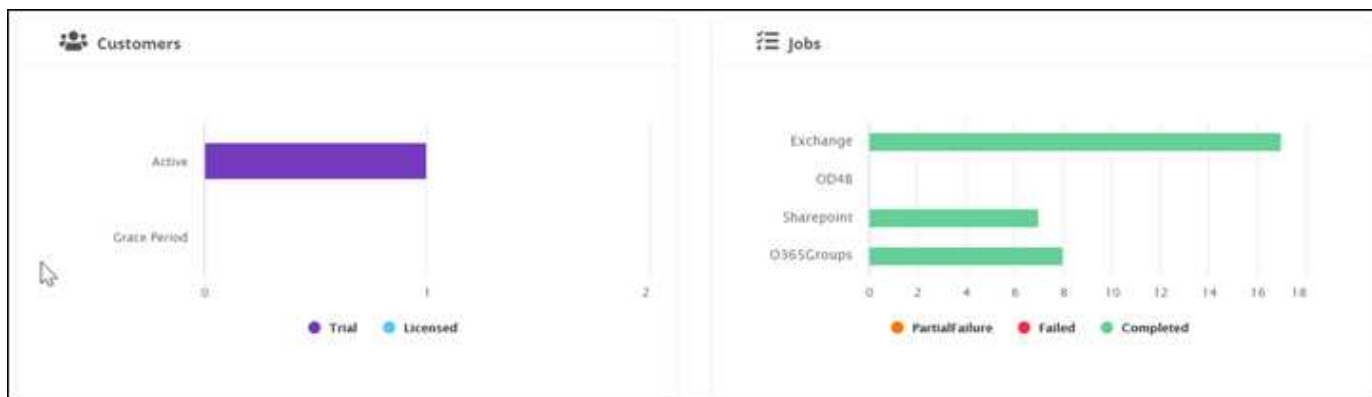 Customers
Active
Grace Period
0 1 2
Trial Licensed
Jobs
Exchange
OD4B
Sharepoint
O365Groups
0 2 4 6 8 10 12 14 16 18
PartialFailure Failed Completed